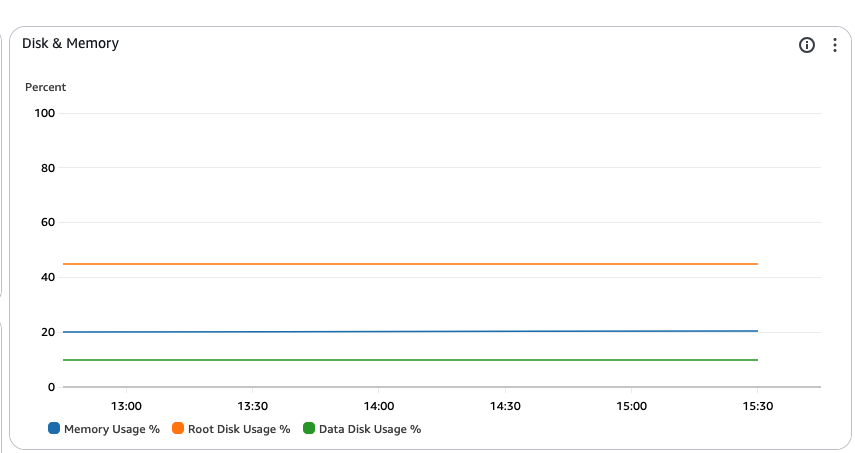 Disk & Memory
Percent
100
80
60
40
20
0
13:00 13:30 14:00 14:30 15:00 15:30
Memory Usage % Root Disk Usage % Data Disk Usage %